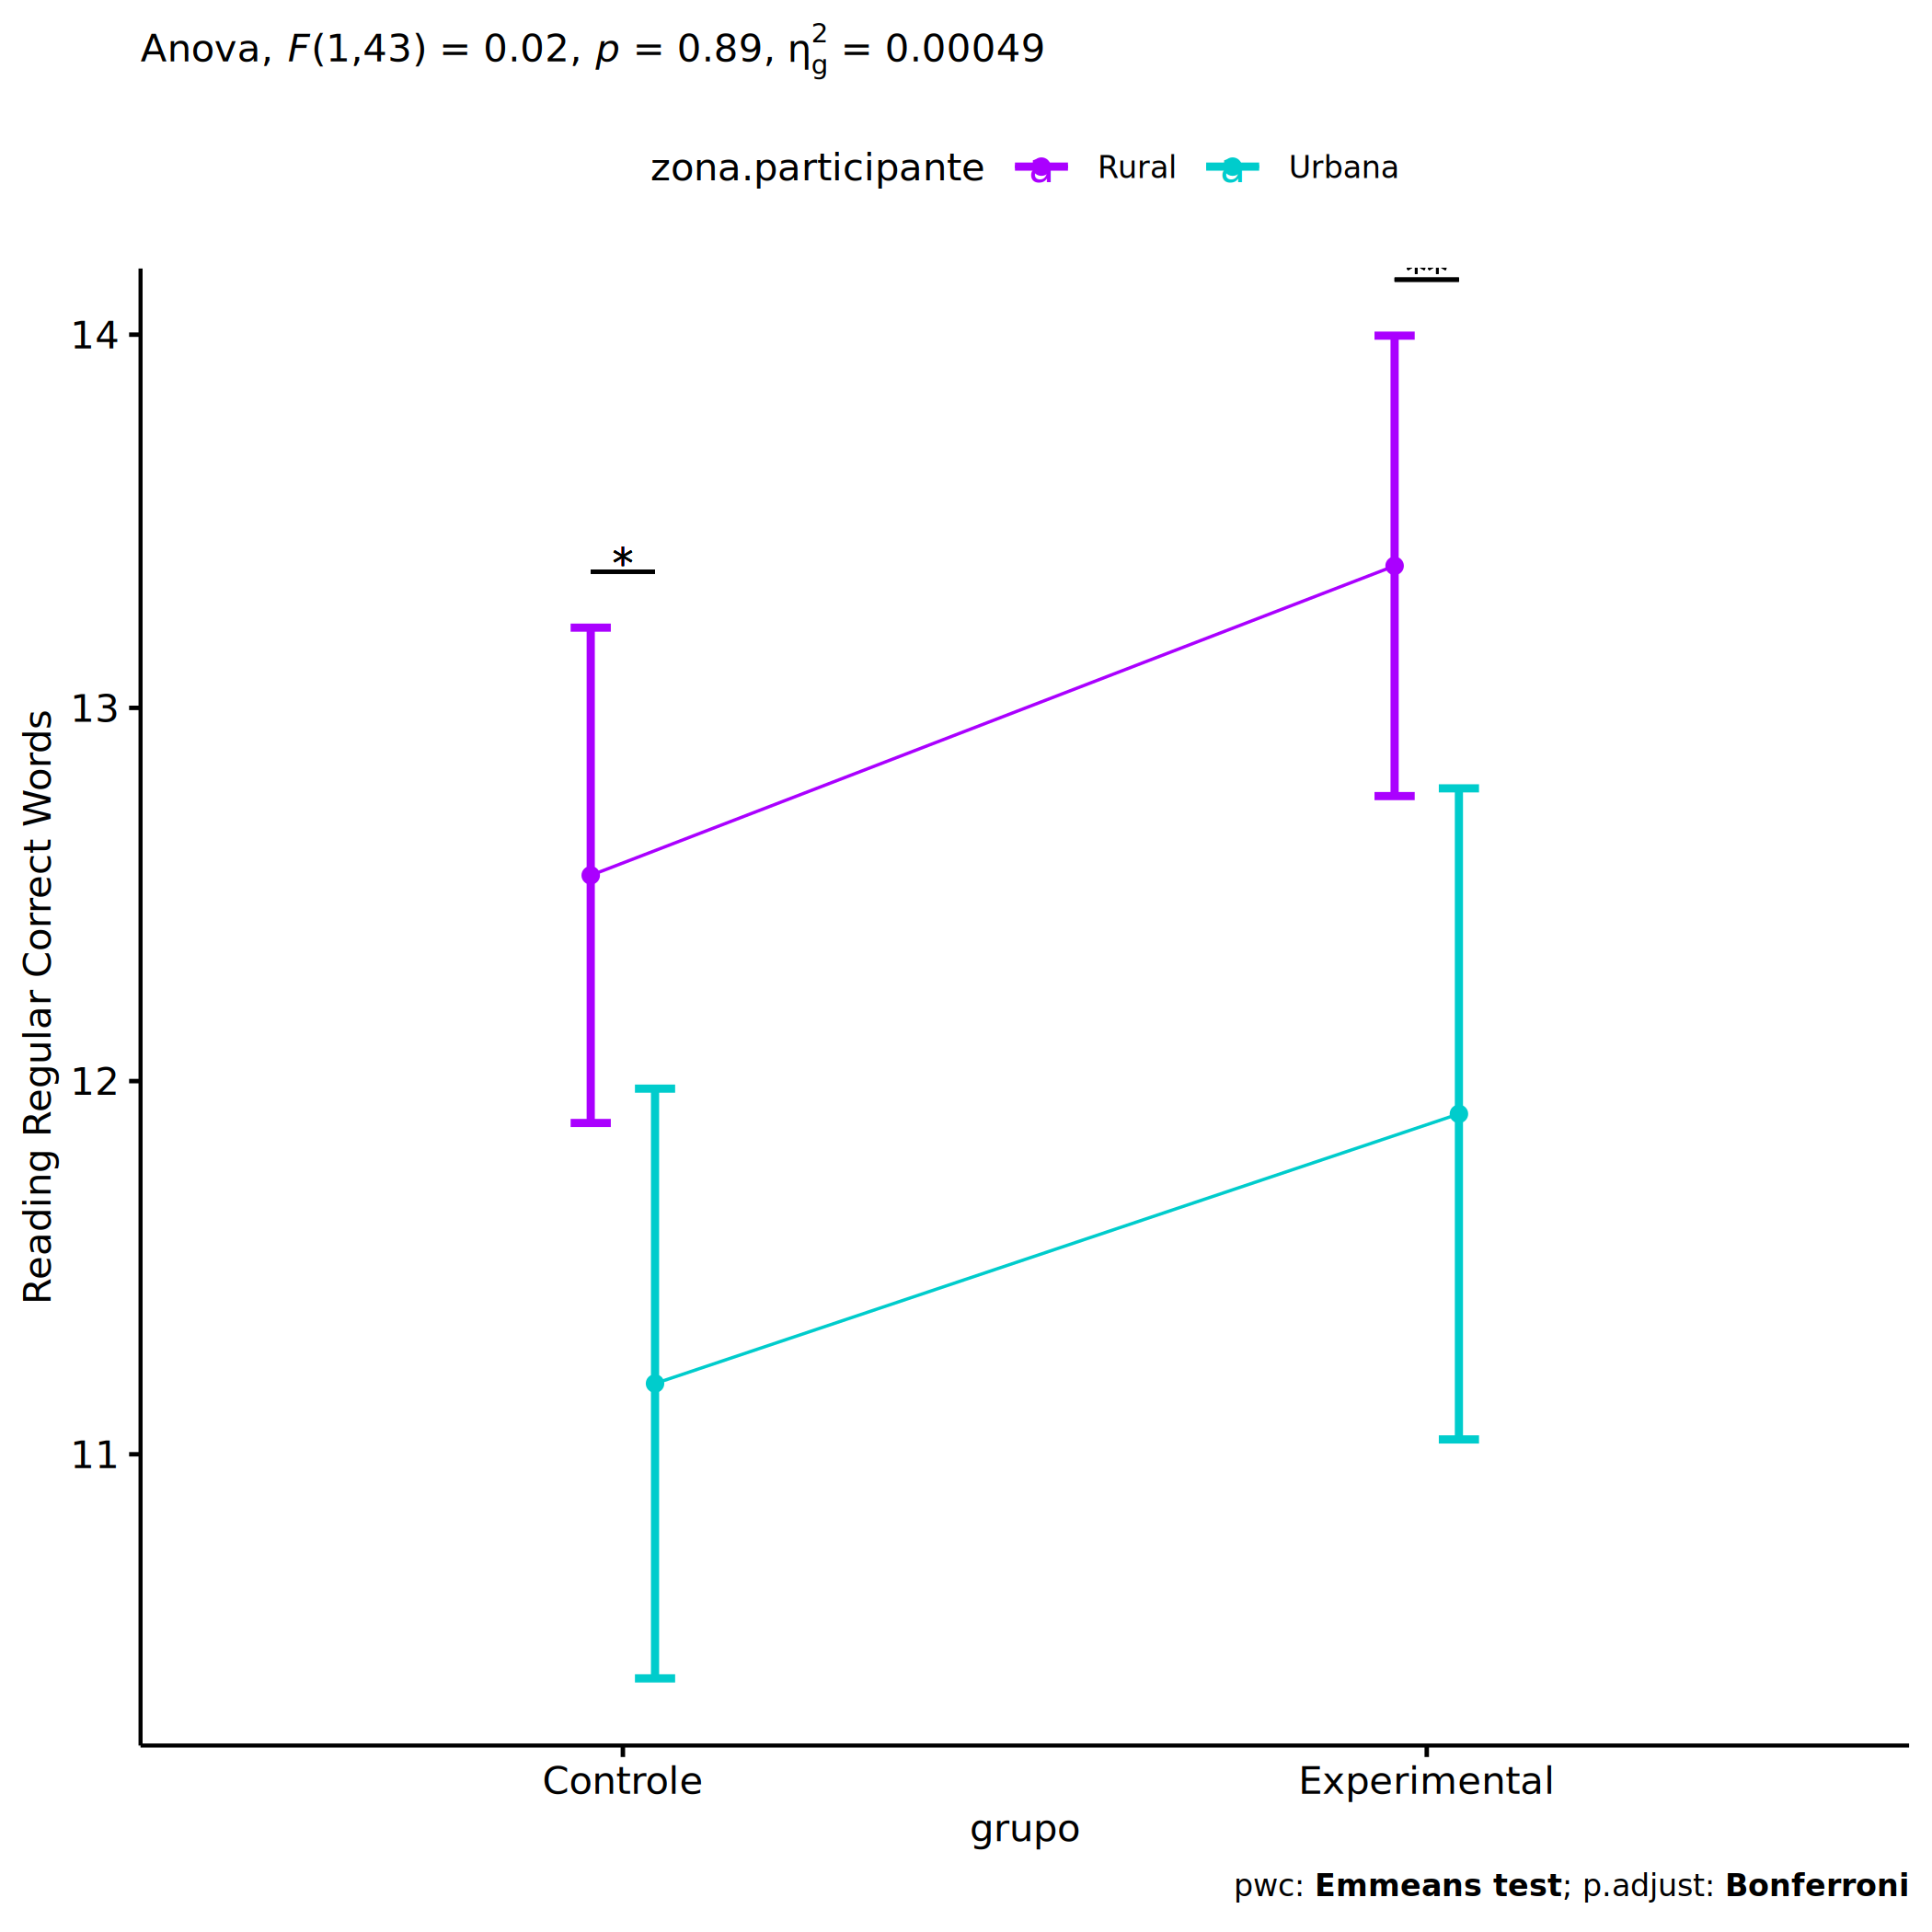 Anova, F(1,43) = 0.02, p = 0.89, η²g = 0.00049
zona.participante Rural Urbana
**
14
*
13
12
11
Reading Regular Correct Words
Controle Experimental
grupo
pwc: Emmeans test; p.adjust: Bonferroni